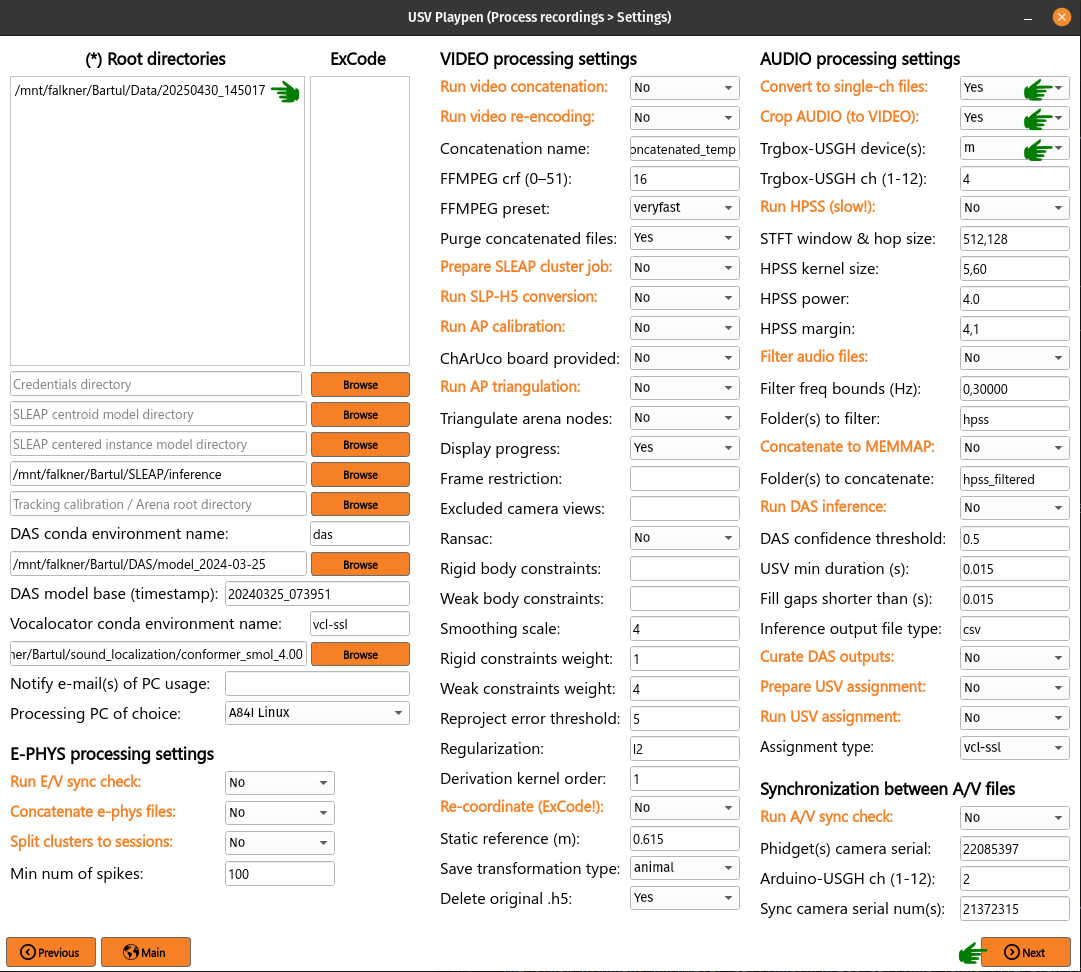 USV Playpen (Process recordings > Settings)
(*) Root directories
ExCode
/mnt/falkner/Bartul/Data/20250430_145017
Credentials directory
Browse
SLEAP centroid model directory
Browse
SLEAP centered instance model directory
Browse
/mnt/falkner/Bartul/SLEAP/inference
Browse
Tracking calibration / Arena root directory
Browse
DAS conda environment name:
das
/mnt/falkner/Bartul/DAS/model_2024-03-25
Browse
DAS model base (timestamp):
20240325_073951
Vocalocator conda environment name:
vcl-ssl
ner/Bartul/sound_localization/conformer_smol_4.00
Browse
Notify e-mail(s) of PC usage:
Processing PC of choice:
A84I Linux
E-PHYS processing settings
Run E/V sync check:
No
Concatenate e-phys files:
No
Split clusters to sessions:
No
Min num of spikes:
100
VIDEO processing settings
Run video concatenation:
No
Run video re-encoding:
No
Concatenation name:
oncatenated_temp
FFMPEG crf (0–51):
16
FFMPEG preset:
veryfast
Purge concatenated files:
Yes
Prepare SLEAP cluster job:
No
Run SLP-H5 conversion:
No
Run AP calibration:
No
ChArUco board provided:
No
Run AP triangulation:
No
Triangulate arena nodes:
No
Display progress:
Yes
Frame restriction:
Excluded camera views:
Ransac:
No
Rigid body constraints:
Weak body constraints:
Smoothing scale:
4
Rigid constraints weight:
1
Weak constraints weight:
4
Reproject error threshold:
5
Regularization:
l2
Derivation kernel order:
1
Re-coordinate (ExCode!):
No
Static reference (m):
0.615
Save transformation type:
animal
Delete original .h5:
Yes
AUDIO processing settings
Convert to single-ch files:
Yes
Crop AUDIO (to VIDEO):
Yes
Trgbox-USGH device(s):
m
Trgbox-USGH ch (1-12):
4
Run HPSS (slow!):
No
STFT window & hop size:
512,128
HPSS kernel size:
5,60
HPSS power:
4.0
HPSS margin:
4,1
Filter audio files:
No
Filter freq bounds (Hz):
0,30000
Folder(s) to filter:
hpss
Concatenate to MEMMAP:
No
Folder(s) to concatenate:
hpss_filtered
Run DAS inference:
No
DAS confidence threshold:
0.5
USV min duration (s):
0.015
Fill gaps shorter than (s):
0.015
Inference output file type:
csv
Curate DAS outputs:
No
Prepare USV assignment:
No
Run USV assignment:
No
Assignment type:
vcl-ssl
Synchronization between A/V files
Run A/V sync check:
No
Phidget(s) camera serial:
22085397
Arduino-USGH ch (1-12):
2
Sync camera serial num(s):
21372315
Previous
Main
Next